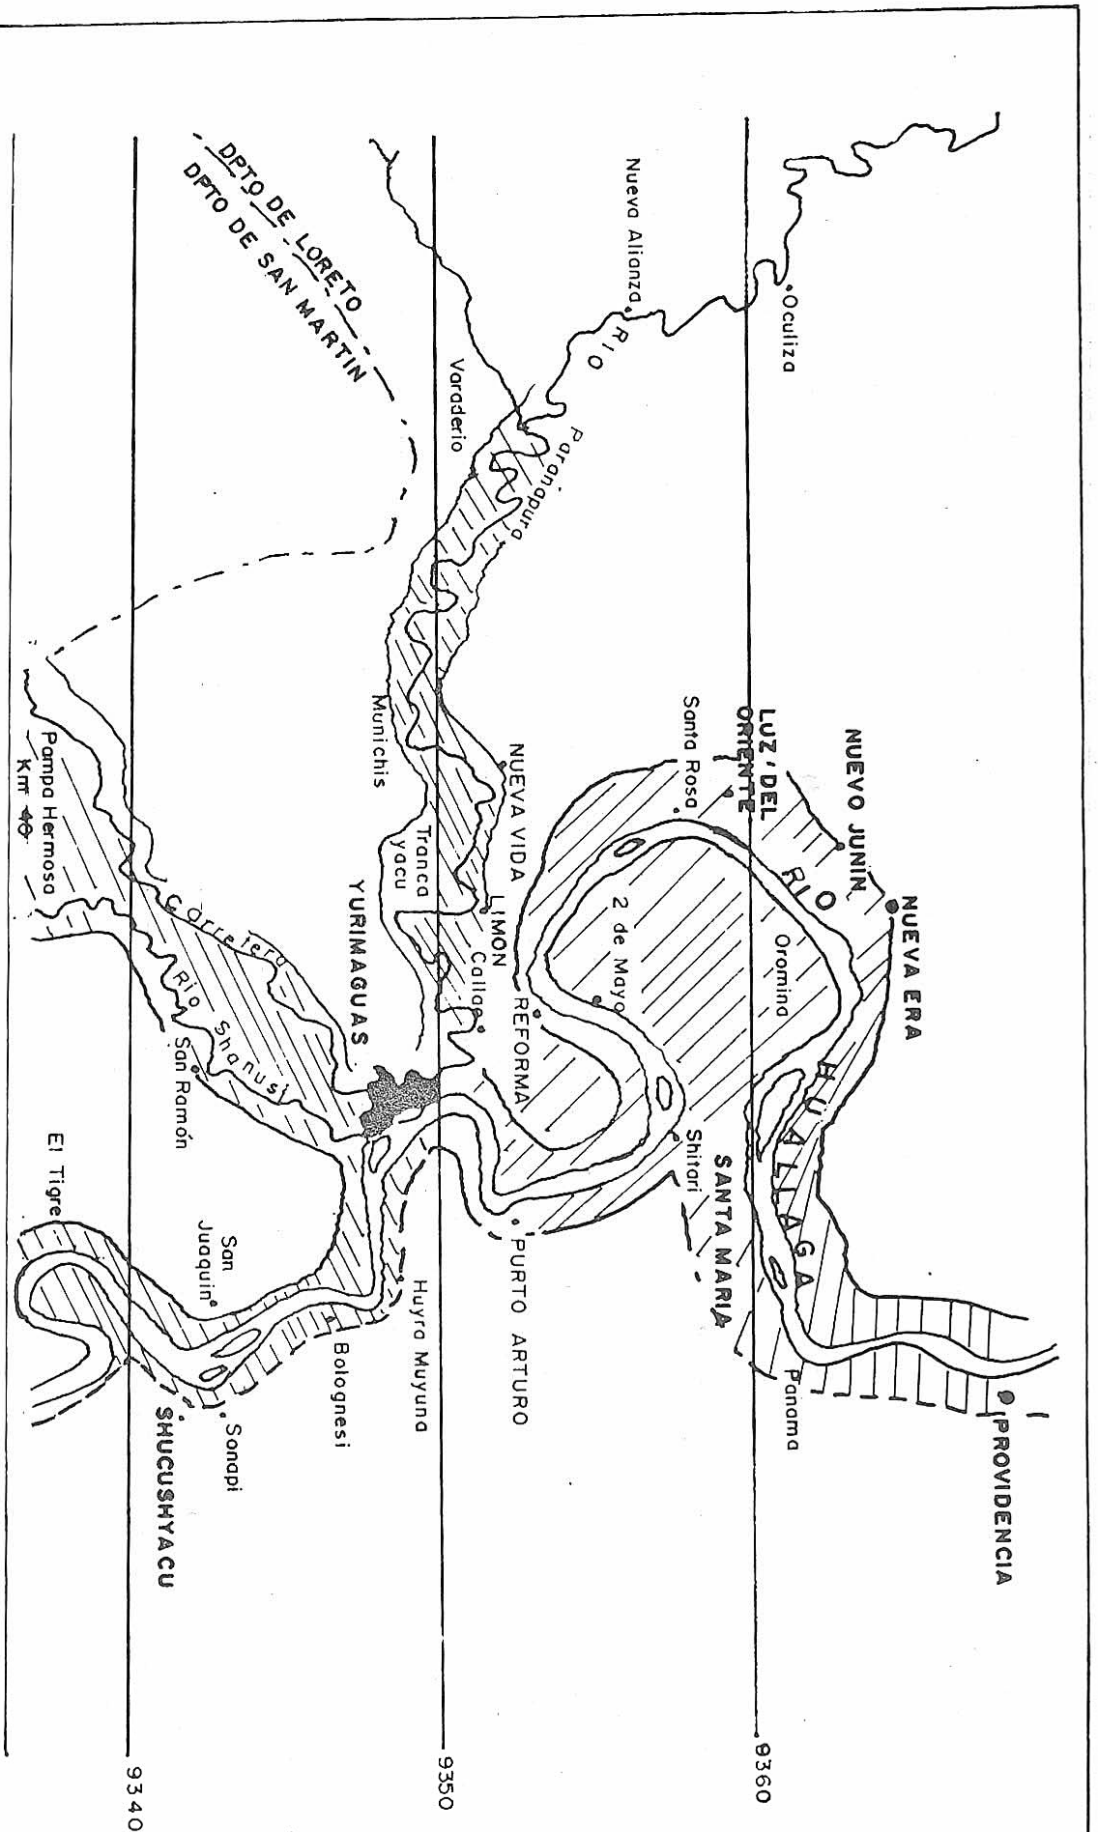 PROVIDENCIA
NUEVA ERA
NUEVO JUNIN
RIO HUALLAGA
Oculiza
Panama
Oromina
9360
LUZ DEL
ORIENTE
SANTA MARIA
Santa Rosa
Shitari
Nueva Alianza
2 de Mayo
RIO Paranapura
NUEVA VIDA
REFORMA
PURTO ARTURO
LIMON
Callao
Varaderio
9350
Tranca
yacu
Huyra Muyuna
Munichis
YURIMAGUAS
Bolognesi
DPTO DE LORETO
DPTO DE SAN MARTIN
Carretera
Rio Shanusi
San
Juaquin
Sonapi
San Ramón
SHUCUSHYACU
9340
El Tigre
Pampa Hermosa
Km 40